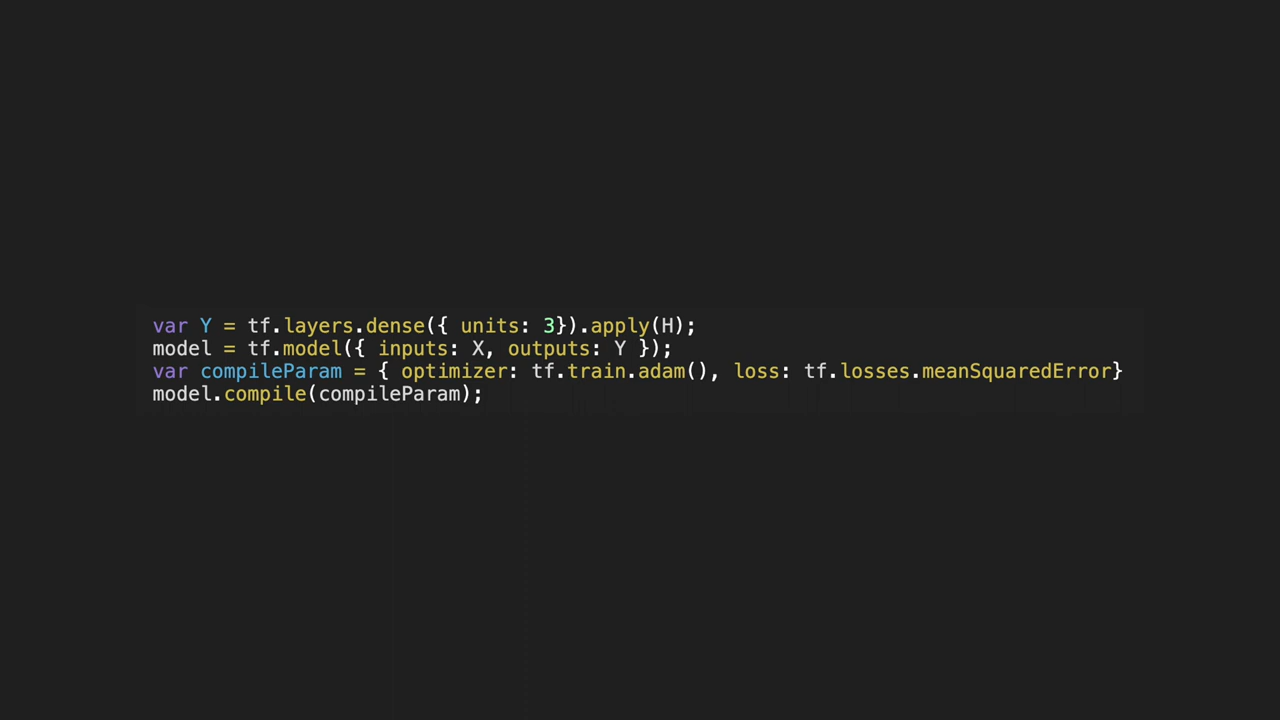 var Y = tf.layers.dense({ units: 3}).apply(H);
model = tf.model({ inputs: X, outputs: Y });
var compileParam = { optimizer: tf.train.adam(), loss: tf.losses.meanSquaredError}
model.compile(compileParam);